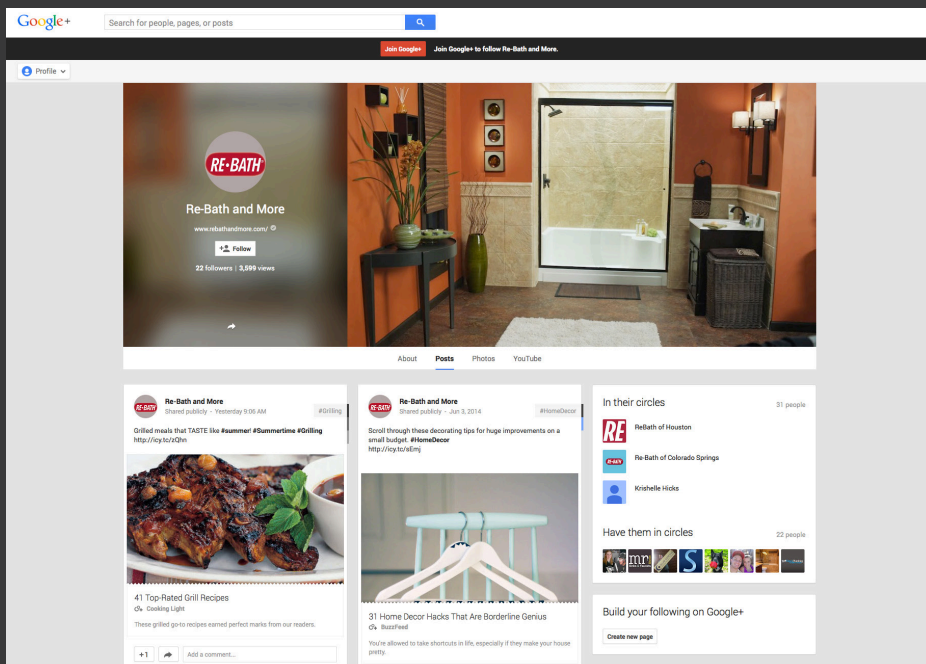 Google+
Search for people, pages, or posts
Join Google+
Join Google+ to follow Re-Bath and More.
Profile
RE·BATH
Re-Bath and More
www.rebathandmore.com/
Follow
22 followers | 3,599 views
About
Posts
Photos
YouTube
RE·BATH
Re-Bath and More
Shared publicly - Yesterday 9:06 AM
#Grilling
Grilled meals that TASTE like #summer! #Summertime #Grilling
http://icy.tc/zQhn
41 Top-Rated Grill Recipes
Cooking Light
These grilled go-to recipes earned perfect marks from our readers.
+1
Add a comment...
RE·BATH
Re-Bath and More
Shared publicly - Jun 3, 2014
#HomeDecor
Scroll through these decorating tips for huge improvements on a
small budget. #HomeDecor
http://icy.tc/sEmj
31 Home Decor Hacks That Are Borderline Genius
BuzzFeed
You're allowed to take shortcuts in life, especially if they make your house
pretty.
In their circles
31 people
RE
ReBath of Houston
RE·BATH
Re-Bath of Colorado Springs
Krishelle Hicks
Have them in circles
22 people
mr
S
Build your following on Google+
Create new page